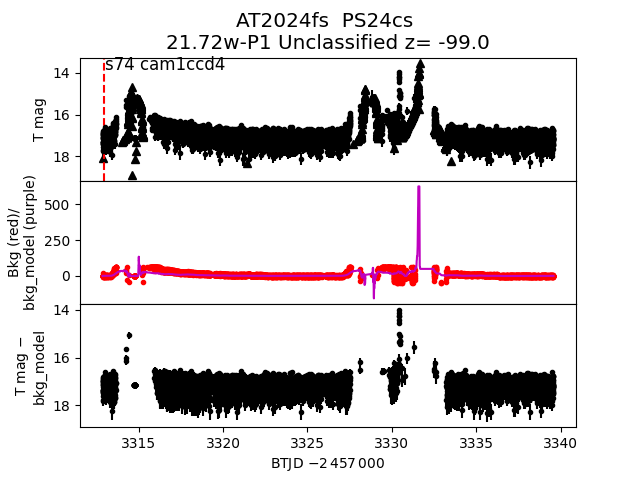 AT2024fs  PS24cs
21.72w-P1 Unclassified z= -99.0
s74 cam1ccd4
14
16
18
T mag
500
250
0
Bkg (red)/
bkg_model (purple)
14
16
18
T mag −
bkg_model
3315
3320
3325
3330
3335
3340
BTJD −2 457 000